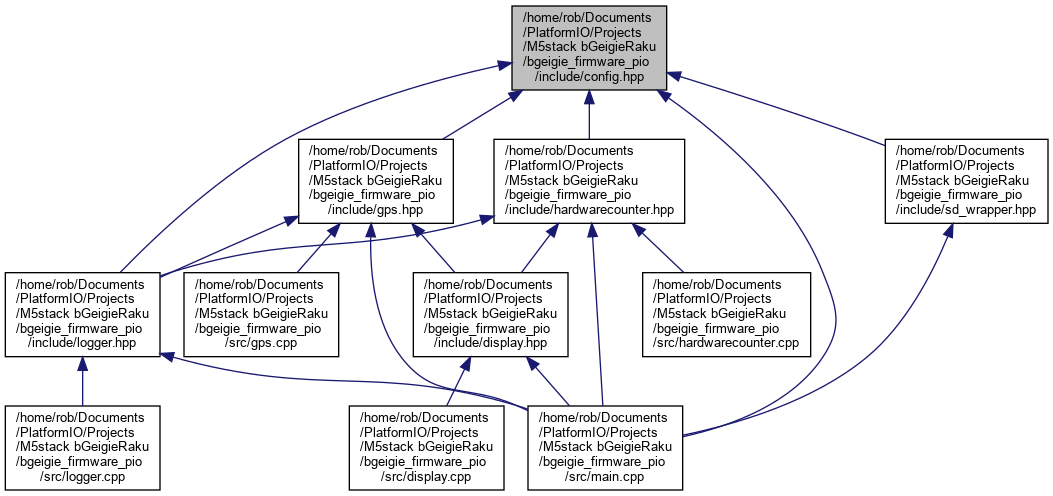 /home/rob/Documents
/PlatformIO/Projects
/M5stack bGeigieRaku
/bgeigie_firmware_pio
/include/config.hpp
/home/rob/Documents
/PlatformIO/Projects
/M5stack bGeigieRaku
/bgeigie_firmware_pio
/include/gps.hpp
/home/rob/Documents
/PlatformIO/Projects
/M5stack bGeigieRaku
/bgeigie_firmware_pio
/include/hardwarecounter.hpp
/home/rob/Documents
/PlatformIO/Projects
/M5stack bGeigieRaku
/bgeigie_firmware_pio
/include/sd_wrapper.hpp
/home/rob/Documents
/PlatformIO/Projects
/M5stack bGeigieRaku
/bgeigie_firmware_pio
/include/logger.hpp
/home/rob/Documents
/PlatformIO/Projects
/M5stack bGeigieRaku
/bgeigie_firmware_pio
/src/gps.cpp
/home/rob/Documents
/PlatformIO/Projects
/M5stack bGeigieRaku
/bgeigie_firmware_pio
/include/display.hpp
/home/rob/Documents
/PlatformIO/Projects
/M5stack bGeigieRaku
/bgeigie_firmware_pio
/src/hardwarecounter.cpp
/home/rob/Documents
/PlatformIO/Projects
/M5stack bGeigieRaku
/bgeigie_firmware_pio
/src/logger.cpp
/home/rob/Documents
/PlatformIO/Projects
/M5stack bGeigieRaku
/bgeigie_firmware_pio
/src/display.cpp
/home/rob/Documents
/PlatformIO/Projects
/M5stack bGeigieRaku
/bgeigie_firmware_pio
/src/main.cpp